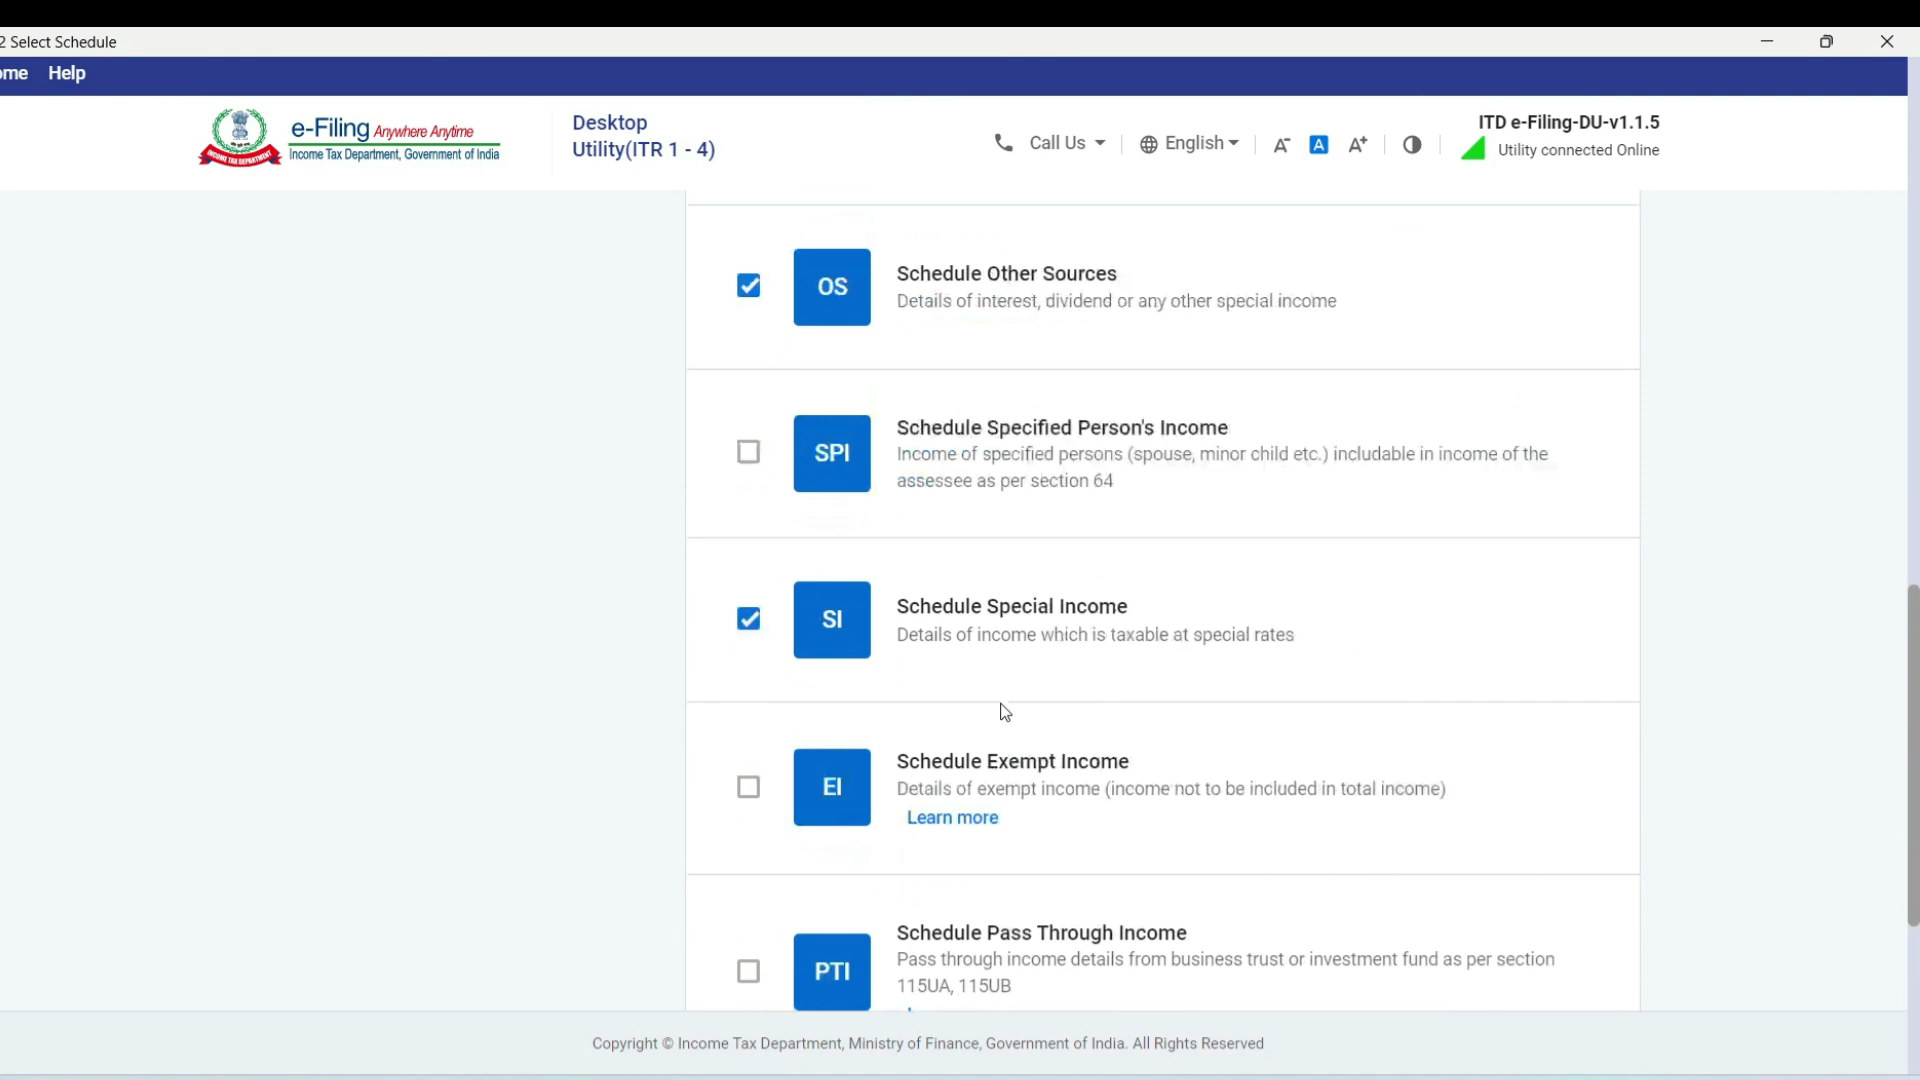 2 Select Schedule
ome Help
e-Filing Anywhere Anytime
Income Tax Department, Government of India
INCOME TAX DEPARTMENT
Desktop
Utility(ITR 1 - 4)
Call Us
English
A-
A
A+
ITD e-Filing-DU-v1.1.5
Utility connected Online
OS
Schedule Other Sources
Details of interest, dividend or any other special income
SPI
Schedule Specified Person's Income
Income of specified persons (spouse, minor child etc.) includable in income of the
assessee as per section 64
SI
Schedule Special Income
Details of income which is taxable at special rates
EI
Schedule Exempt Income
Details of exempt income (income not to be included in total income)
Learn more
PTI
Schedule Pass Through Income
Pass through income details from business trust or investment fund as per section
115UA, 115UB
Copyright © Income Tax Department, Ministry of Finance, Government of India. All Rights Reserved